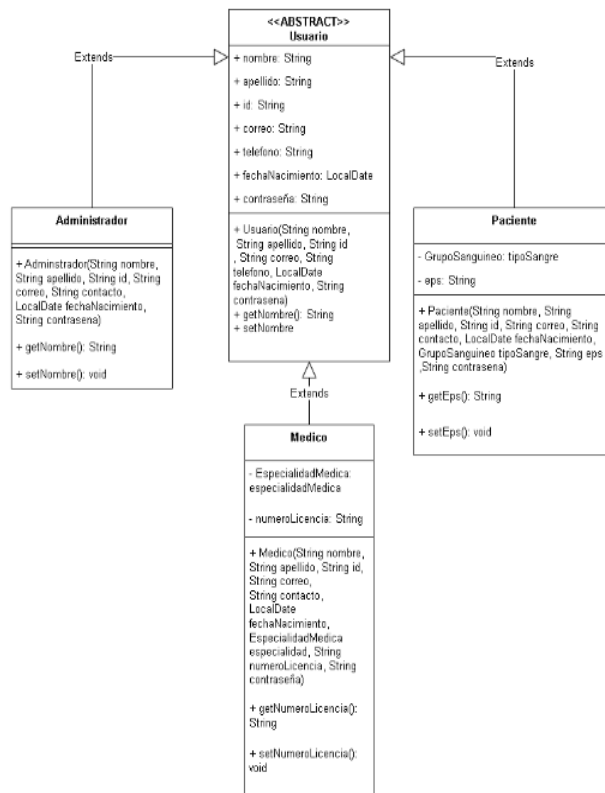 <<ABSTRACT>>
Usuario
+ nombre: String
+ apellido: String
+ id: String
+ correo: String
+ telefono: String
+ fechaNacimiento: LocalDate
+ contraseña: String
+ Usuario(String nombre,
String apellido, String id
, String correo, String
telefono, LocalDate
fechaNacimiento, String
contrasena)
+ getNombre(): String
+ setNombre
Extends
Extends
Administrador
+ Adminstrador(String nombre,
String apellido, String id, String
correo, String contacto,
LocalDate fechaNacimiento,
String contrasena)
+ getNombre(): String
+ setNombre(): void
Paciente
- GrupoSanguineo: tipoSangre
- eps: String
+ Paciente(String nombre, String
apellido, String id, String correo, String
contacto, LocalDate fechaNacimiento,
GrupoSanguineo tipoSangre, String eps
,String contrasena)
+ getEps(): String
+ setEps(): void
Extends
Medico
- EspecialidadMedica:
especialidadMedica
- numeroLicencia: String
+ Medico(String nombre,
String apellido, String id,
String correo,
String contacto,
LocalDate
fechaNacimiento,
EspecialidadMedica
especialidad, String
numeroLicencia, String
contraseña)
+ getNumeroLicencia():
String
+ setNumeroLicencia():
void